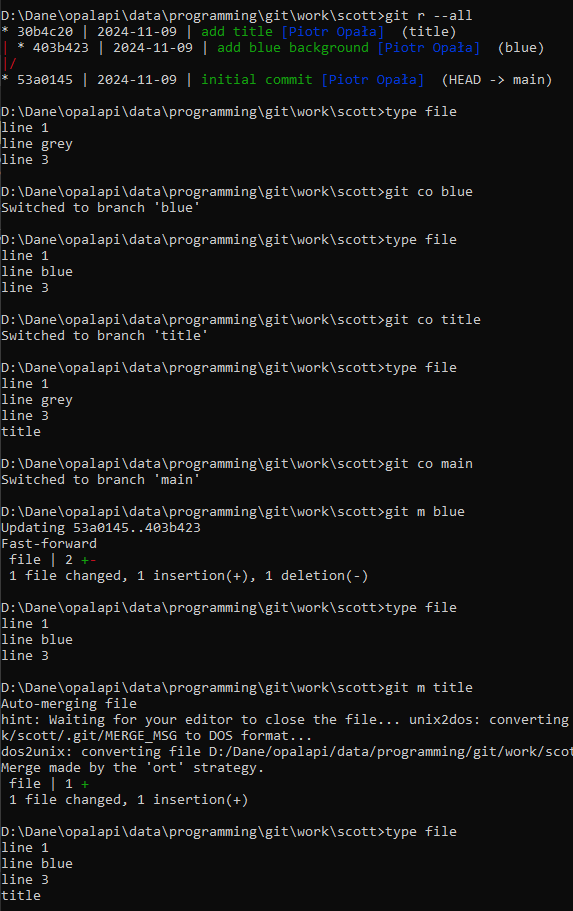 D:\Dane\opalapi\data\programming\git\work\scott>git r --all
* 30b4c20 | 2024-11-09 | add title [Piotr Opała]  (title)
| * 403b423 | 2024-11-09 | add blue background [Piotr Opała]  (blue)
|/
* 53a0145 | 2024-11-09 | initial commit [Piotr Opała]  (HEAD -> main)
D:\Dane\opalapi\data\programming\git\work\scott>type file
line 1
line grey
line 3
D:\Dane\opalapi\data\programming\git\work\scott>git co blue
Switched to branch 'blue'
D:\Dane\opalapi\data\programming\git\work\scott>type file
line 1
line blue
line 3
D:\Dane\opalapi\data\programming\git\work\scott>git co title
Switched to branch 'title'
D:\Dane\opalapi\data\programming\git\work\scott>type file
line 1
line grey
line 3
title
D:\Dane\opalapi\data\programming\git\work\scott>git co main
Switched to branch 'main'
D:\Dane\opalapi\data\programming\git\work\scott>git m blue
Updating 53a0145..403b423
Fast-forward
 file | 2 +-
 1 file changed, 1 insertion(+), 1 deletion(-)
D:\Dane\opalapi\data\programming\git\work\scott>type file
line 1
line blue
line 3
D:\Dane\opalapi\data\programming\git\work\scott>git m title
Auto-merging file
hint: Waiting for your editor to close the file... unix2dos: converting
k/scott/.git/MERGE_MSG to DOS format...
dos2unix: converting file D:/Dane/opalapi/data/programming/git/work/scot
Merge made by the 'ort' strategy.
 file | 1 +
 1 file changed, 1 insertion(+)
D:\Dane\opalapi\data\programming\git\work\scott>type file
line 1
line blue
line 3
title